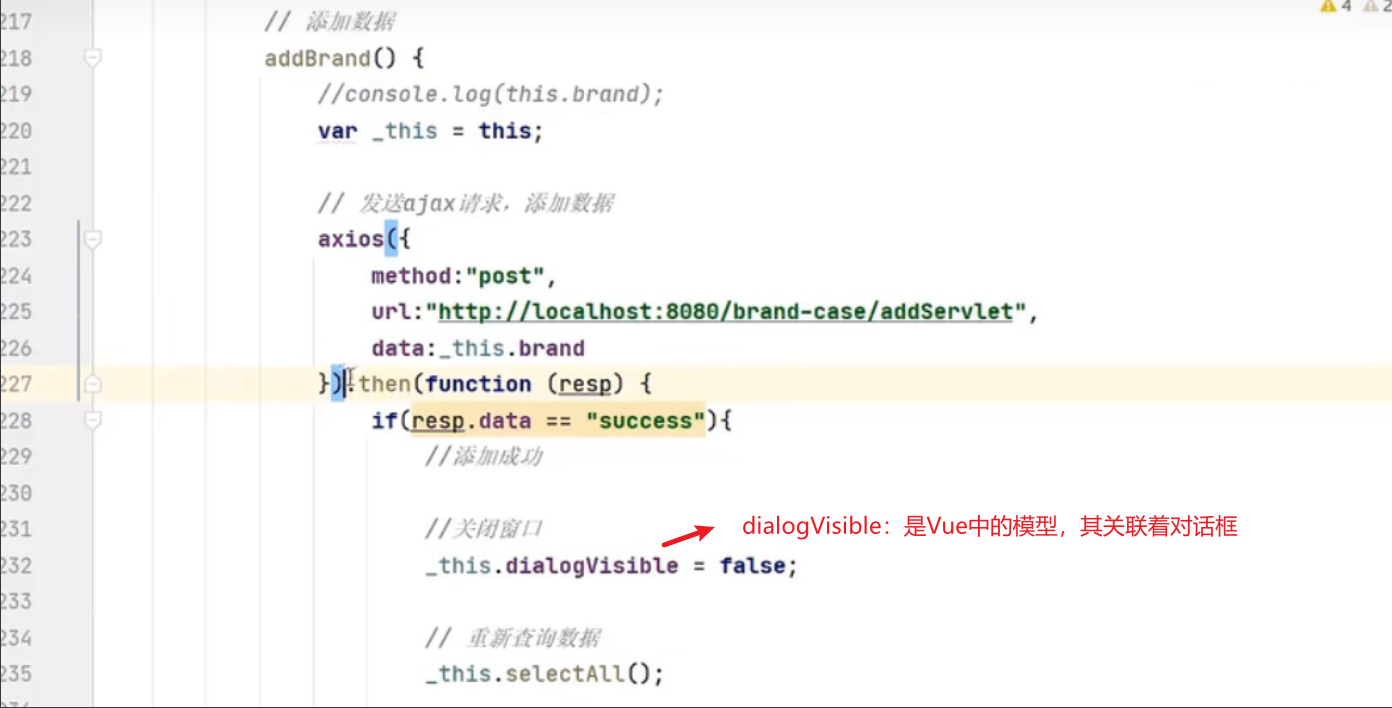 4 2
217 // 添加数据
218 addBrand() {
219 //console.log(this.brand);
220 var _this = this;
221
222 // 发送ajax请求，添加数据
223 axios({
224 method:"post",
225 url:"http://localhost:8080/brand-case/addServlet",
226 data:_this.brand
227 }).then(function (resp) {
228 if(resp.data == "success"){
229 //添加成功
230
231 //关闭窗口
dialogVisible：是Vue中的模型，其关联着对话框
232 _this.dialogVisible = false;
233
234 // 重新查询数据
235 _this.selectAll();